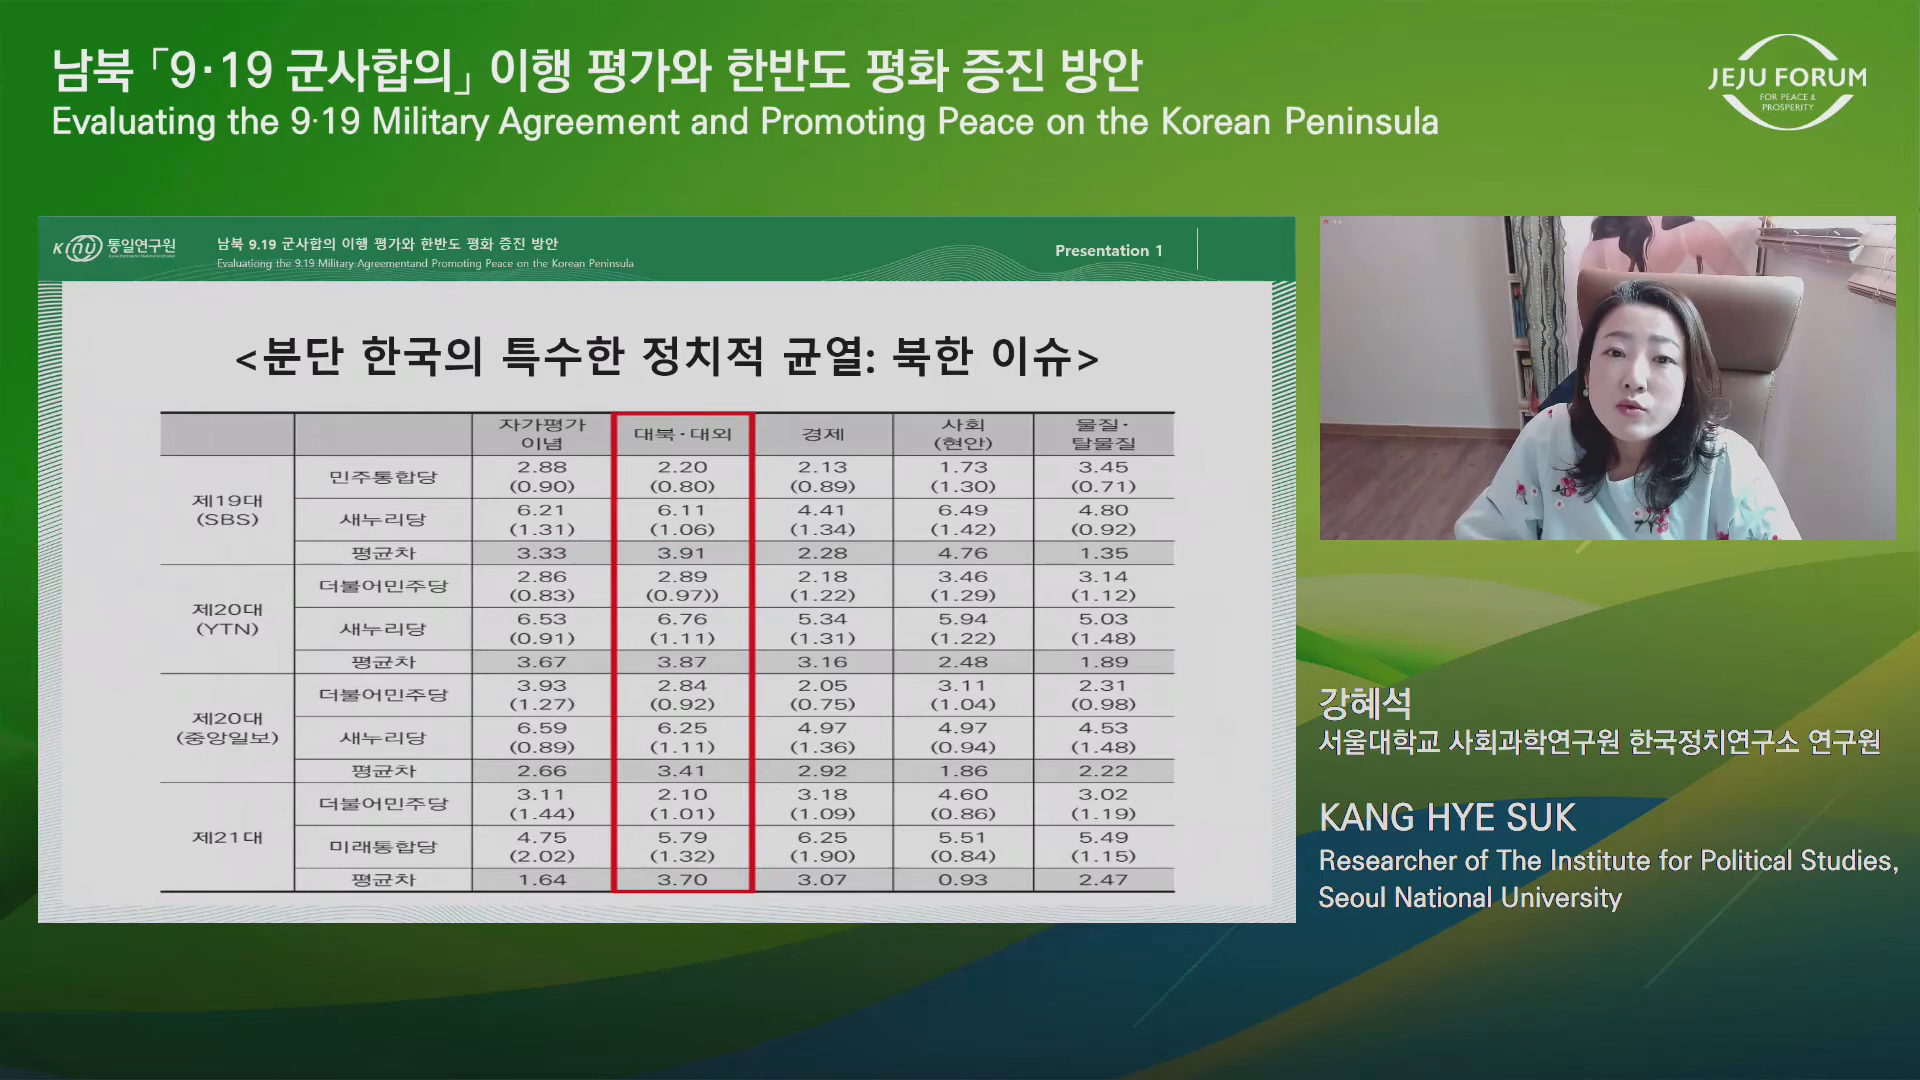 남북 「9·19 군사합의」 이행 평가와 한반도 평화 증진 방안
Evaluating the 9·19 Military Agreement and Promoting Peace on the Korean Peninsula
JEJU FORUM
FOR PEACE &
PROSPERITY
KINU 통일연구원
남북 9.19 군사합의 이행 평가와 한반도 평화 증진 방안
Evaluationg the 9.19 Military Agreementand Promoting Peace on the Korean Peninsula
Presentation 1
<분단 한국의 특수한 정치적 균열: 북한 이슈>
자가평가 이념 대북·대외 경제 사회 (현안) 물질· 탈물질
제19대 (SBS)
민주통합당 2.88 (0.90) 2.20 (0.80) 2.13 (0.89) 1.73 (1.30) 3.45 (0.71)
새누리당 6.21 (1.31) 6.11 (1.06) 4.41 (1.34) 6.49 (1.42) 4.80 (0.92)
평균차 3.33 3.91 2.28 4.76 1.35
제20대 (YTN)
더불어민주당 2.86 (0.83) 2.89 (0.97)) 2.18 (1.22) 3.46 (1.29) 3.14 (1.12)
새누리당 6.53 (0.91) 6.76 (1.11) 5.34 (1.31) 5.94 (1.22) 5.03 (1.48)
평균차 3.67 3.87 3.16 2.48 1.89
제20대 (중앙일보)
더불어민주당 3.93 (1.27) 2.84 (0.92) 2.05 (0.75) 3.11 (1.04) 2.31 (0.98)
새누리당 6.59 (0.89) 6.25 (1.11) 4.97 (1.36) 4.97 (0.94) 4.53 (1.48)
평균차 2.66 3.41 2.92 1.86 2.22
제21대
더불어민주당 3.11 (1.44) 2.10 (1.01) 3.18 (1.09) 4.60 (0.86) 3.02 (1.19)
미래통합당 4.75 (2.02) 5.79 (1.32) 6.25 (1.90) 5.51 (0.84) 5.49 (1.15)
평균차 1.64 3.70 3.07 0.93 2.47
강혜석
서울대학교 사회과학연구원 한국정치연구소 연구원
KANG HYE SUK
Researcher of The Institute for Political Studies,
Seoul National University